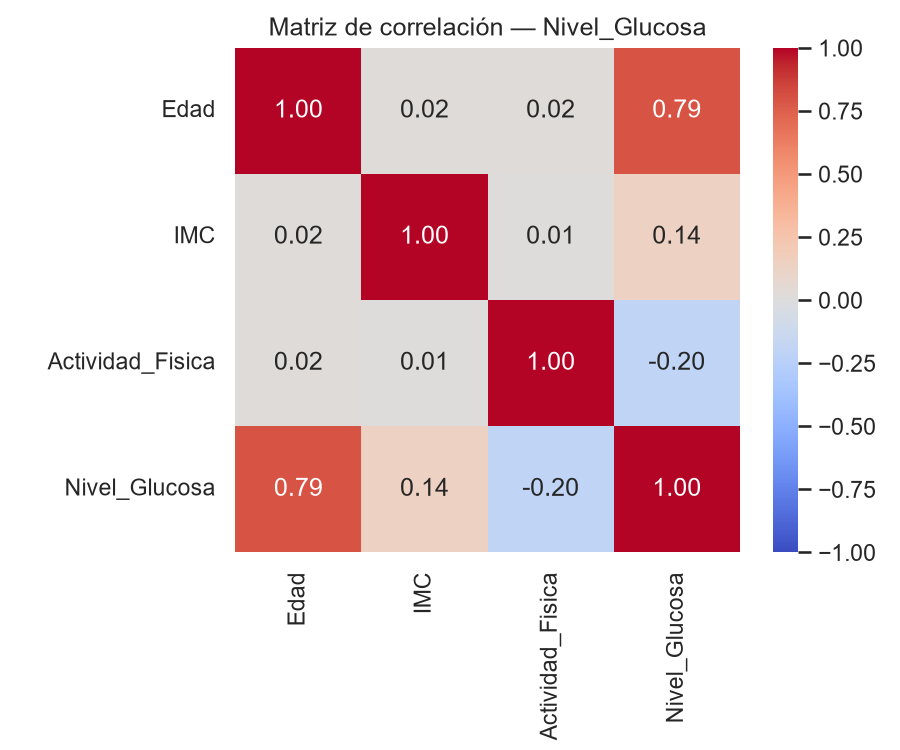 Matriz de correlación — Nivel_Glucosa
Edad 1.00 0.02 0.02 0.79
IMC 0.02 1.00 0.01 0.14
Actividad_Fisica 0.02 0.01 1.00 -0.20
Nivel_Glucosa 0.79 0.14 -0.20 1.00
Edad IMC Actividad_Fisica Nivel_Glucosa
1.00
0.75
0.50
0.25
0.00
−0.25
−0.50
−0.75
−1.00